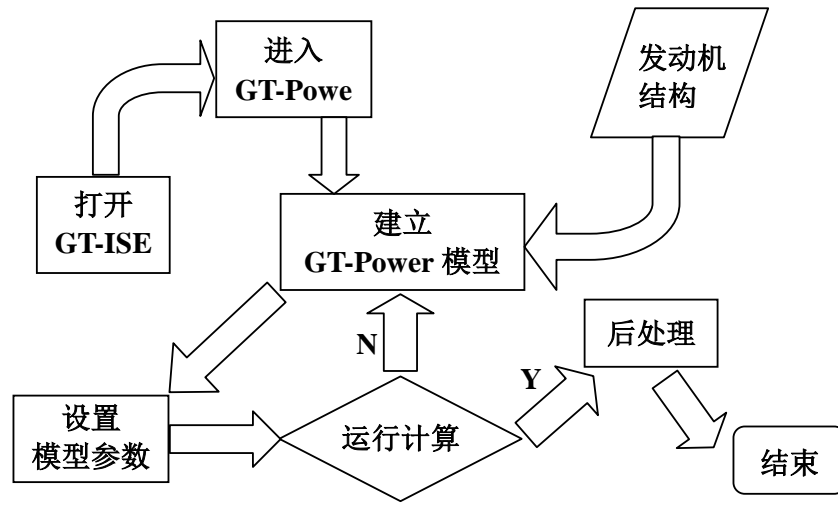 进入
GT-Powe
发动机
结构
打开
GT-ISE
建立
GT-Power 模型
N
后处理
Y
设置
模型参数
运行计算
结束